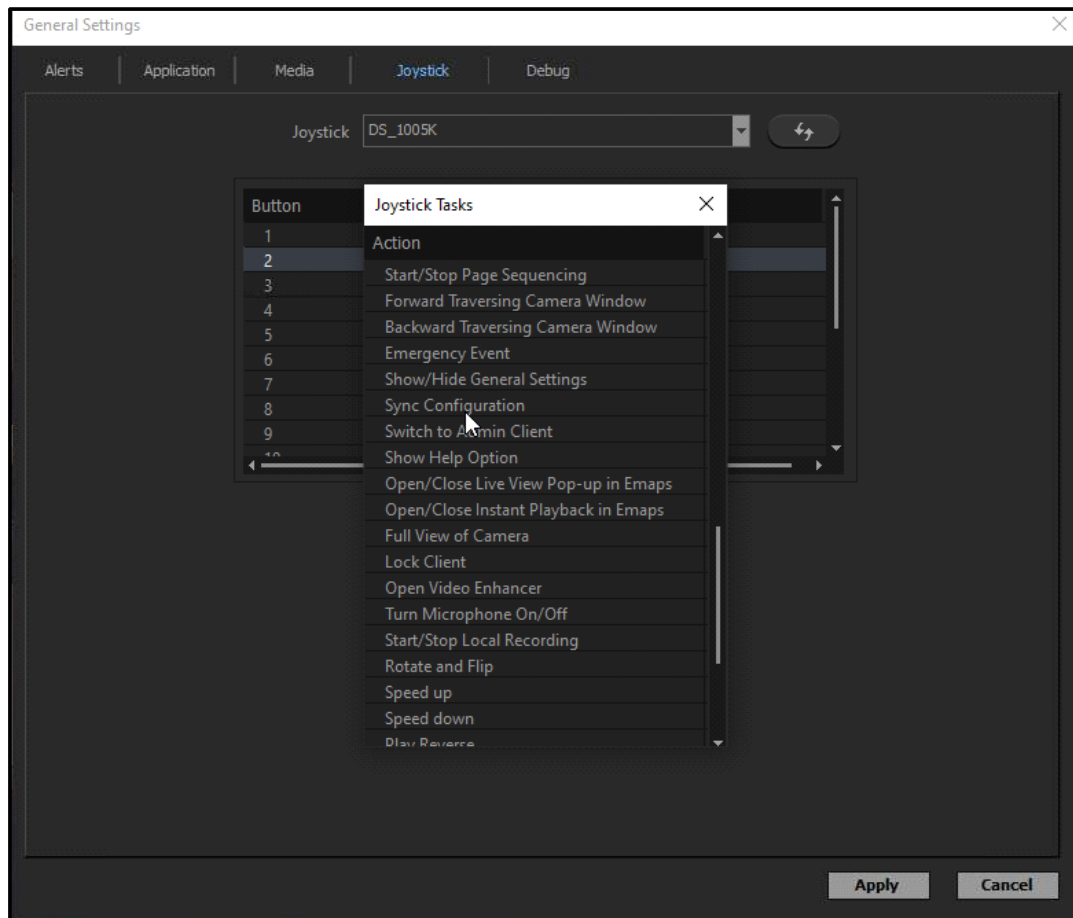 General Settings
Alerts Application Media Joystick Debug
Joystick DS_1005K
Button
1
2
3
4
5
6
7
8
9
10
Joystick Tasks
Action
Start/Stop Page Sequencing
Forward Traversing Camera Window
Backward Traversing Camera Window
Emergency Event
Show/Hide General Settings
Sync Configuration
Switch to Admin Client
Show Help Option
Open/Close Live View Pop-up in Emaps
Open/Close Instant Playback in Emaps
Full View of Camera
Lock Client
Open Video Enhancer
Turn Microphone On/Off
Start/Stop Local Recording
Rotate and Flip
Speed up
Speed down
Play Reverse
Apply Cancel